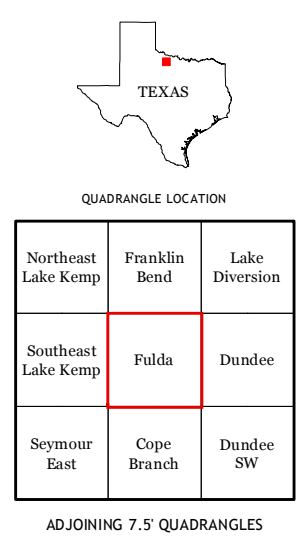 TEXAS
QUADRANGLE LOCATION
Northeast
Lake Kemp
Franklin
Bend
Lake
Diversion
Southeast
Lake Kemp
Fulda
Dundee
Seymour
East
Cope
Branch
Dundee
SW
ADJOINING 7.5' QUADRANGLES